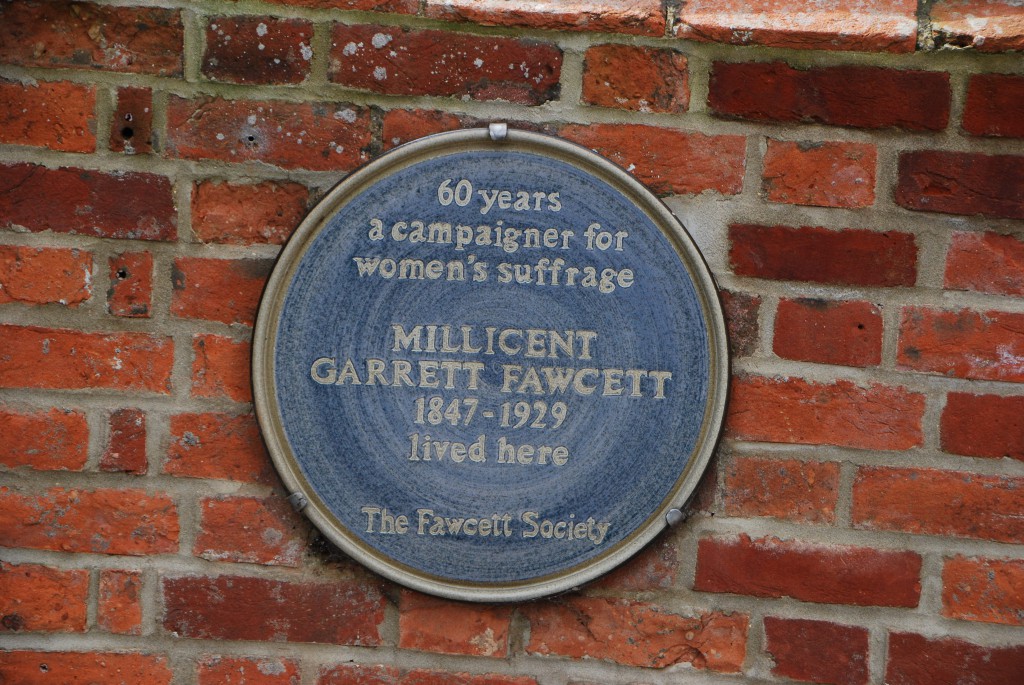 60 years
a campaigner for
women's suffrage
MILLICENT
GARRETT FAWCETT
1847-1929
lived here
The Fawcett Society